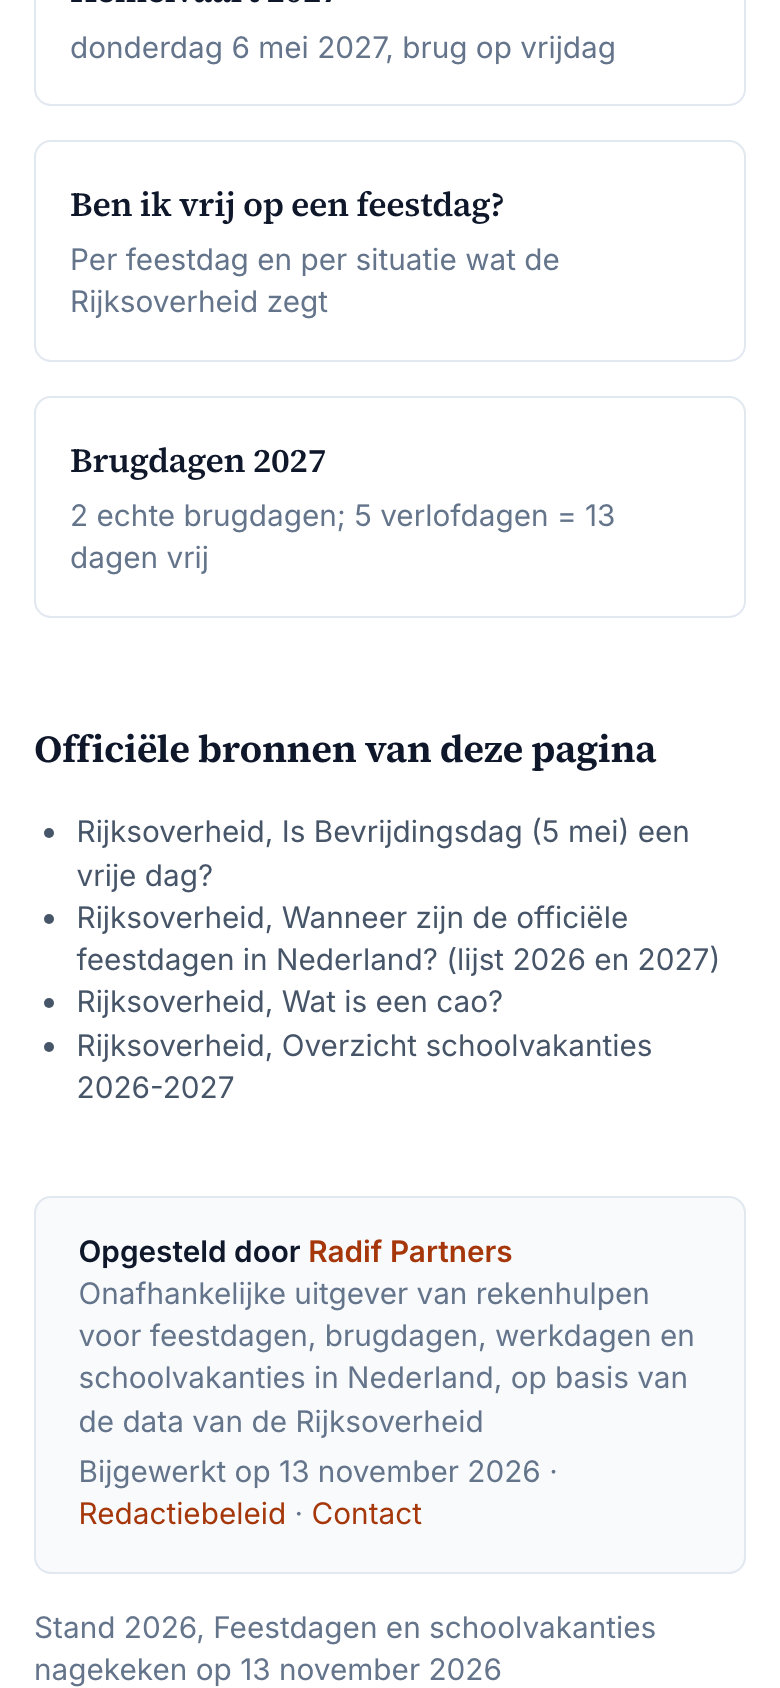 donderdag 6 mei 2027, brug op vrijdag
Ben ik vrij op een feestdag?
Per feestdag en per situatie wat de
Rijksoverheid zegt
Brugdagen 2027
2 echte brugdagen; 5 verlofdagen = 13
dagen vrij
Officiële bronnen van deze pagina
• Rijksoverheid, Is Bevrijdingsdag (5 mei) een
vrije dag?
• Rijksoverheid, Wanneer zijn de officiële
feestdagen in Nederland? (lijst 2026 en 2027)
• Rijksoverheid, Wat is een cao?
• Rijksoverheid, Overzicht schoolvakanties
2026-2027
Opgesteld door Radif Partners
Onafhankelijke uitgever van rekenhulpen
voor feestdagen, brugdagen, werkdagen en
schoolvakanties in Nederland, op basis van
de data van de Rijksoverheid
Bijgewerkt op 13 november 2026 ·
Redactiebeleid · Contact
Stand 2026, Feestdagen en schoolvakanties
nagekeken op 13 november 2026